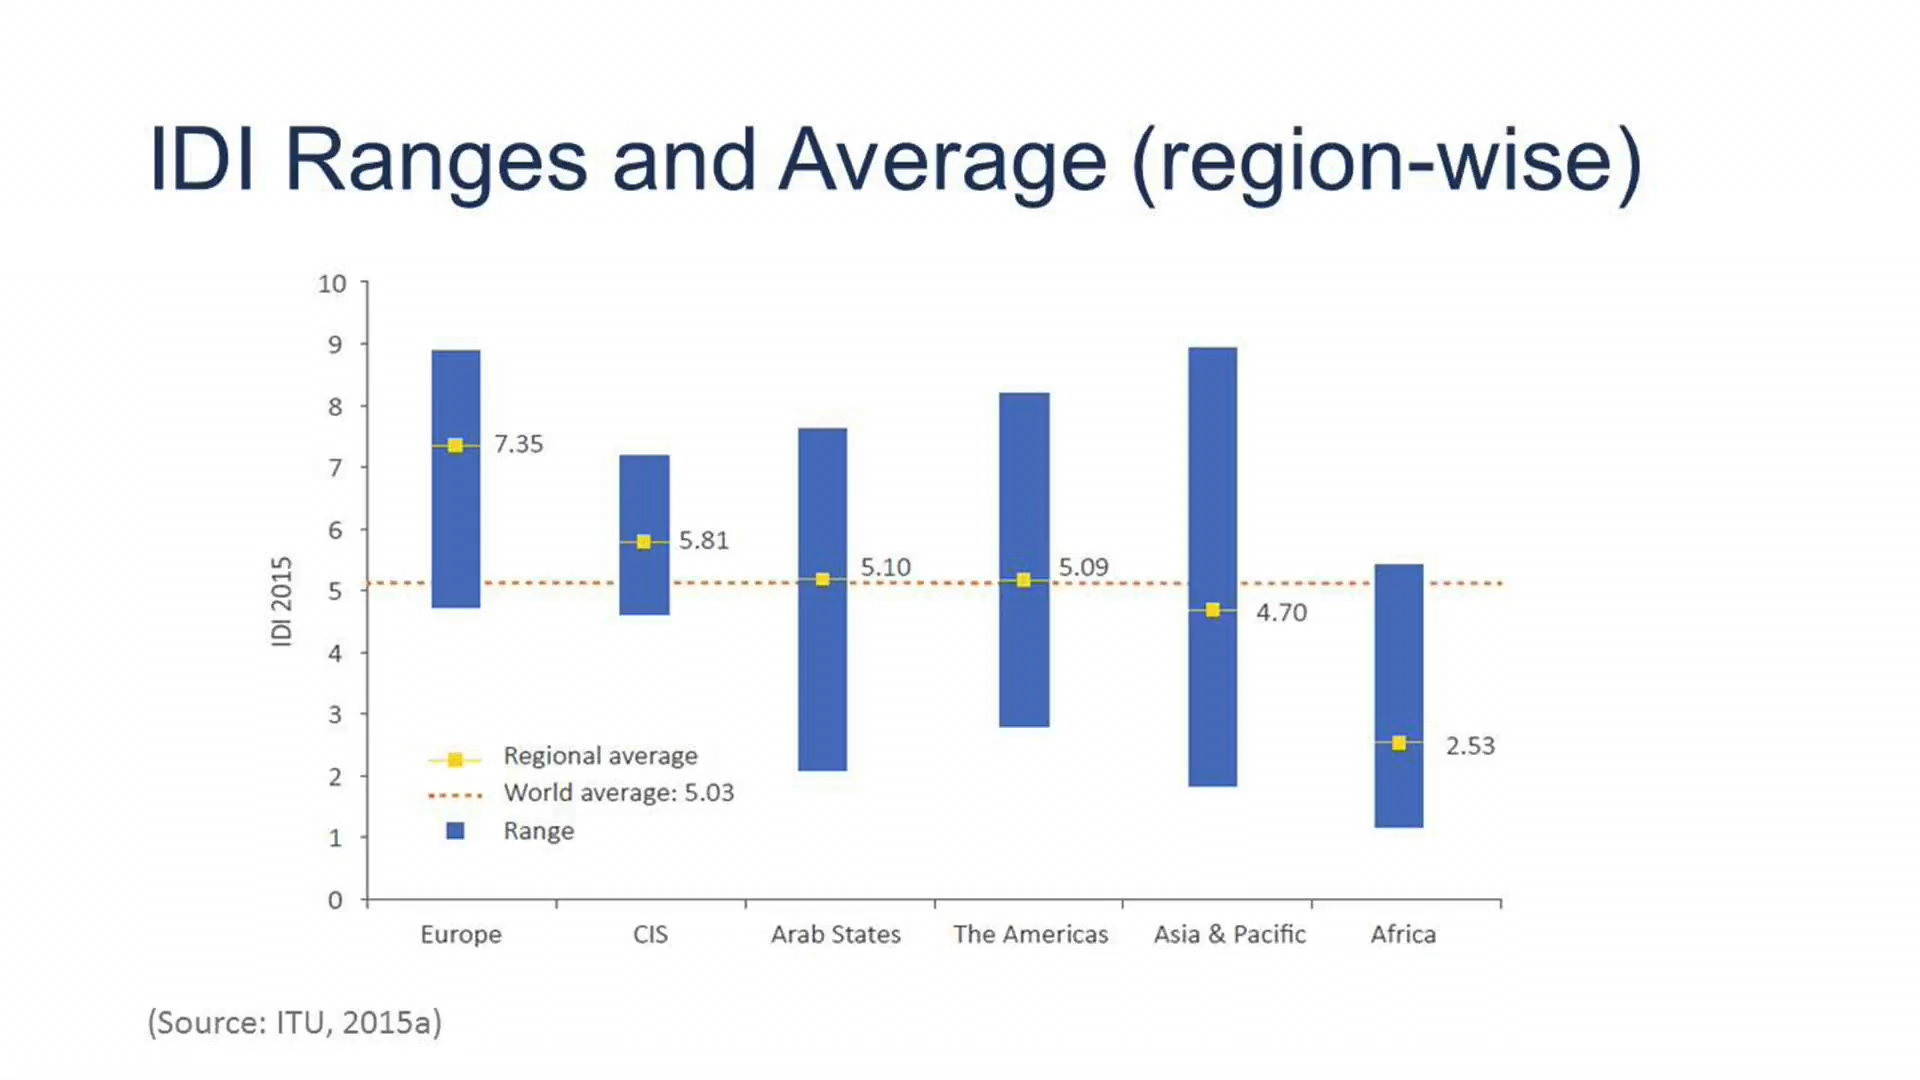 IDI Ranges and Average (region-wise)
10
9
8
7
6
5
4
3
2
1
0
IDI 2015
7.35
5.81
5.10
5.09
4.70
2.53
Regional average
World average: 5.03
Range
Europe
CIS
Arab States
The Americas
Asia & Pacific
Africa
(Source: ITU, 2015a)